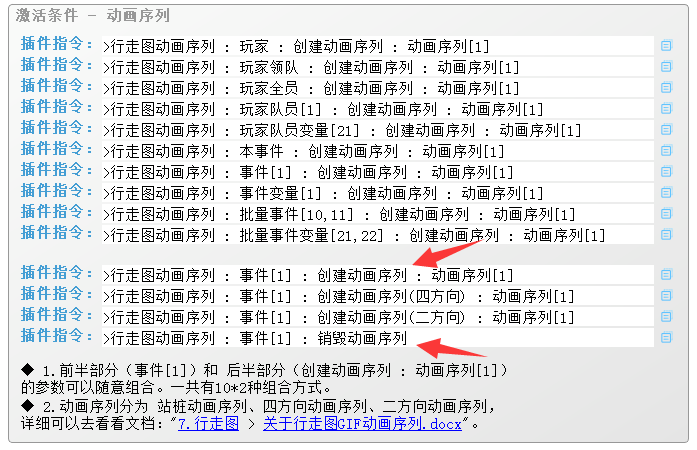 激活条件 - 动画序列
插件指令: >行走图动画序列 : 玩家 : 创建动画序列 : 动画序列[1]
插件指令: >行走图动画序列 : 玩家领队 : 创建动画序列 : 动画序列[1]
插件指令: >行走图动画序列 : 玩家全员 : 创建动画序列 : 动画序列[1]
插件指令: >行走图动画序列 : 玩家队员[1] : 创建动画序列 : 动画序列[1]
插件指令: >行走图动画序列 : 玩家队员变量[21] : 创建动画序列 : 动画序列[1]
插件指令: >行走图动画序列 : 本事件 : 创建动画序列 : 动画序列[1]
插件指令: >行走图动画序列 : 事件[1] : 创建动画序列 : 动画序列[1]
插件指令: >行走图动画序列 : 事件变量[1] : 创建动画序列 : 动画序列[1]
插件指令: >行走图动画序列 : 批量事件[10,11] : 创建动画序列 : 动画序列[1]
插件指令: >行走图动画序列 : 批量事件变量[21,22] : 创建动画序列 : 动画序列[1]
插件指令: >行走图动画序列 : 事件[1] : 创建动画序列 : 动画序列[1]
插件指令: >行走图动画序列 : 事件[1] : 创建动画序列(四方向) : 动画序列[1]
插件指令: >行走图动画序列 : 事件[1] : 创建动画序列(二方向) : 动画序列[1]
插件指令: >行走图动画序列 : 事件[1] : 销毁动画序列
◆ 1.前半部分（事件[1]）和 后半部分（创建动画序列 : 动画序列[1]）
的参数可以随意组合。一共有10*2种组合方式。
◆ 2.动画序列分为 站桩动画序列、四方向动画序列、二方向动画序列，
详细可以去看看文档："7.行走图 > 关于行走图GIF动画序列.docx"。